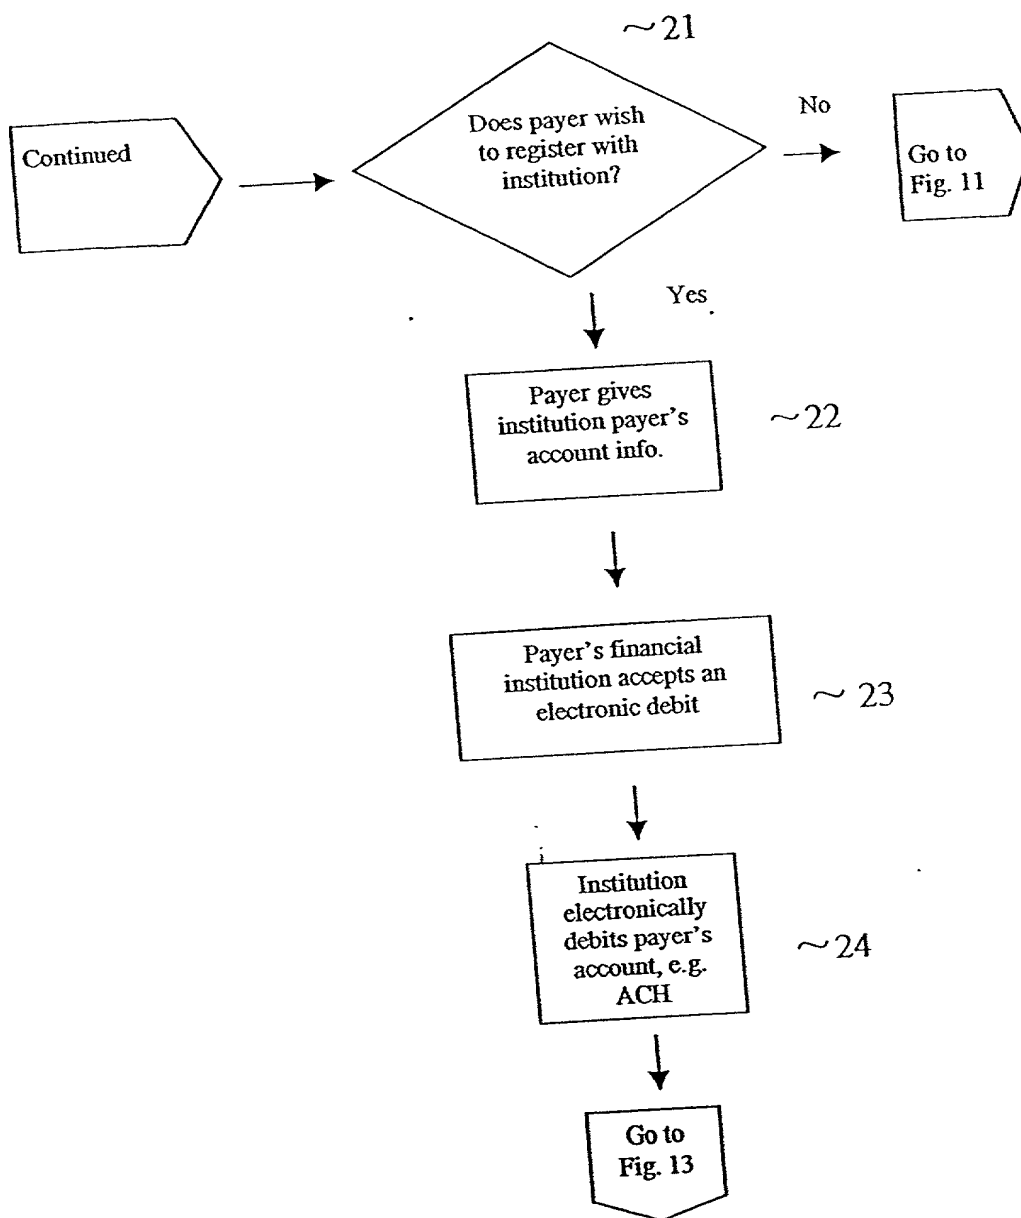 ~21
Continued
Does payer wish
to register with
institution?
No
Go to
Fig. 11
Yes
Payer gives
institution payer's
account info.
~22
Payer's financial
institution accepts an
electronic debit
~23
Institution
electronically
debits payer's
account, e.g.
ACH
~24
Go to
Fig. 13